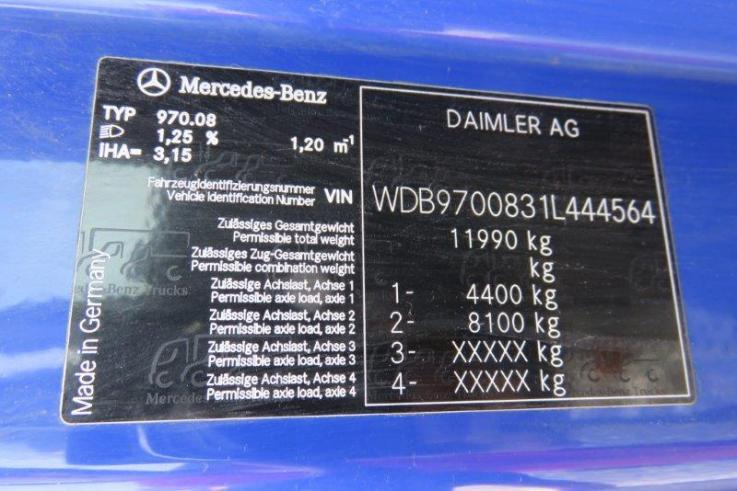 Mercedes-Benz
TYP 970.08
1,25 % 1,20 m⁻¹
IHA= 3,15
DAIMLER AG
Fahrzeugidentifizierungsnummer
Vehicle Identification Number VIN WDB9700831L444564
Zulässiges Gesamtgewicht
Permissible total weight 11990 kg
Zulässiges Zug-Gesamtgewicht
Permissible combination weight kg
Zulässige Achslast, Achse 1
Permissible axle load, axle 1 1- 4400 kg
Zulässige Achslast, Achse 2
Permissible axle load, axle 2 2- 8100 kg
Zulässige Achslast, Achse 3
Permissible axle load, axle 3 3- XXXXX kg
Zulässige Achslast, Achse 4
Permissible axle load, axle 4 4- XXXXX kg
Made in Germany